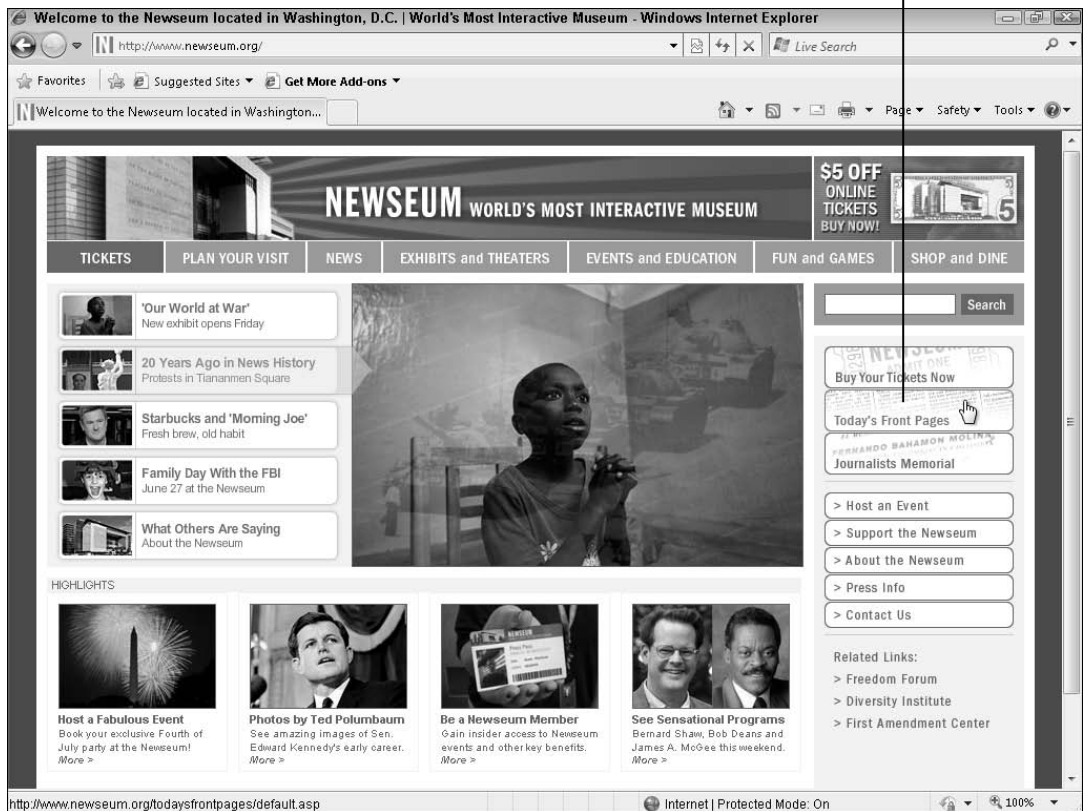 Welcome to the Newseum located in Washington, D.C. | World's Most Interactive Museum - Windows Internet Explorer
http://www.newseum.org/
Live Search
Favorites
Suggested Sites
Get More Add-ons
Welcome to the Newseum located in Washington...
Page
Safety
Tools
NEWSEUM WORLD'S MOST INTERACTIVE MUSEUM
$5 OFF
ONLINE
TICKETS
BUY NOW!
5
TICKETS
PLAN YOUR VISIT
NEWS
EXHIBITS and THEATERS
EVENTS and EDUCATION
FUN and GAMES
SHOP and DINE
'Our World at War'
New exhibit opens Friday
20 Years Ago in News History
Protests in Tiananmen Square
Starbucks and 'Morning Joe'
Fresh brew, old habit
Family Day With the FBI
June 27 at the Newseum
What Others Are Saying
About the Newseum
Search
NEWSEUM
ADMIT ONE
Buy Your Tickets Now
Today's Front Pages
FERNANDO BAHAMON MOLINA
Journalists Memorial
> Host an Event
> Support the Newseum
> About the Newseum
> Press Info
> Contact Us
Related Links:
> Freedom Forum
> Diversity Institute
> First Amendment Center
HIGHLIGHTS
Host a Fabulous Event
Book your exclusive Fourth of
July party at the Newseum!
More >
Photos by Ted Polumbaum
See amazing images of Sen.
Edward Kennedy's early career.
More >
NEWSEUM
Press Pass
Be a Newseum Member
Gain insider access to Newseum
events and other key benefits.
More >
See Sensational Programs
Bernard Shaw, Bob Deans and
James A. McGee this weekend.
More >
http://www.newseum.org/todaysfrontpages/default.asp
Internet | Protected Mode: On
100%